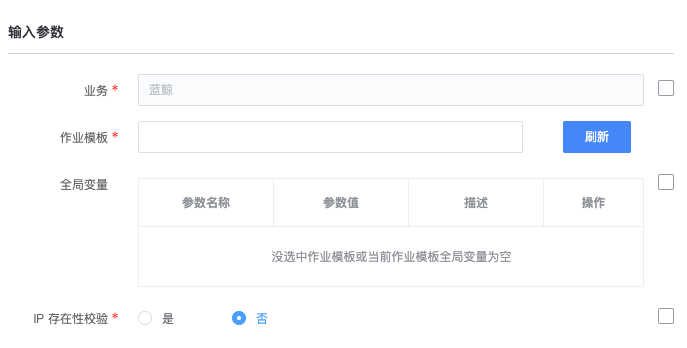 输入参数
业务 *
蓝鲸
作业模板 *
刷新
全局变量
参数名称 参数值 描述 操作
没选中作业模板或当前作业模板全局变量为空
IP 存在性校验 * 是 否